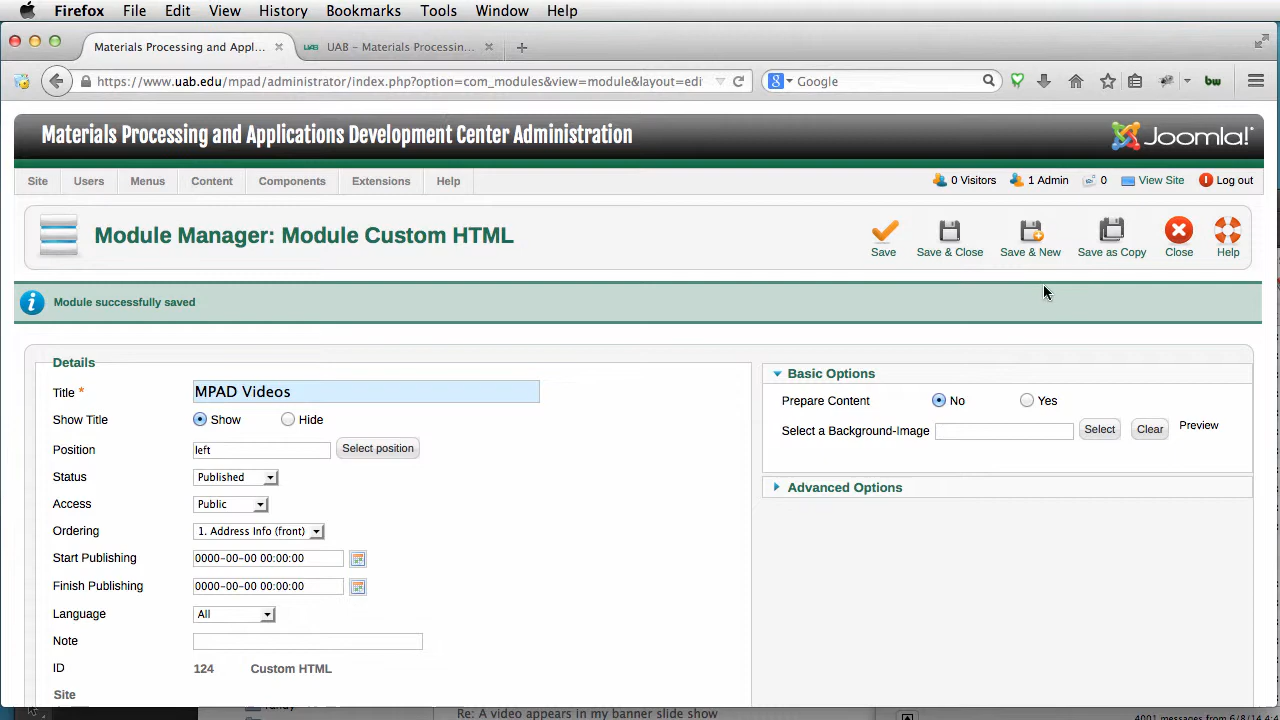 Firefox File Edit View History Bookmarks Tools Window Help
Materials Processing and Appl... UAB – Materials Processin...
https://www.uab.edu/mpad/administrator/index.php?option=com_modules&view=module&layout=edi Google bw
Materials Processing and Applications Development Center Administration Joomla!
Site Users Menus Content Components Extensions Help 0 Visitors 1 Admin 0 View Site Log out
Module Manager: Module Custom HTML
Save Save & Close Save & New Save as Copy Close Help
Module successfully saved
Details
Title * MPAD Videos
Show Title Show Hide
Position left Select position
Status Published
Access Public
Ordering 1. Address Info (front)
Start Publishing 0000-00-00 00:00:00
Finish Publishing 0000-00-00 00:00:00
Language All
Note
ID 124 Custom HTML
Site
Basic Options
Prepare Content No Yes
Select a Background-Image Select Clear Preview
Advanced Options
Re: A video appears in my banner slide show